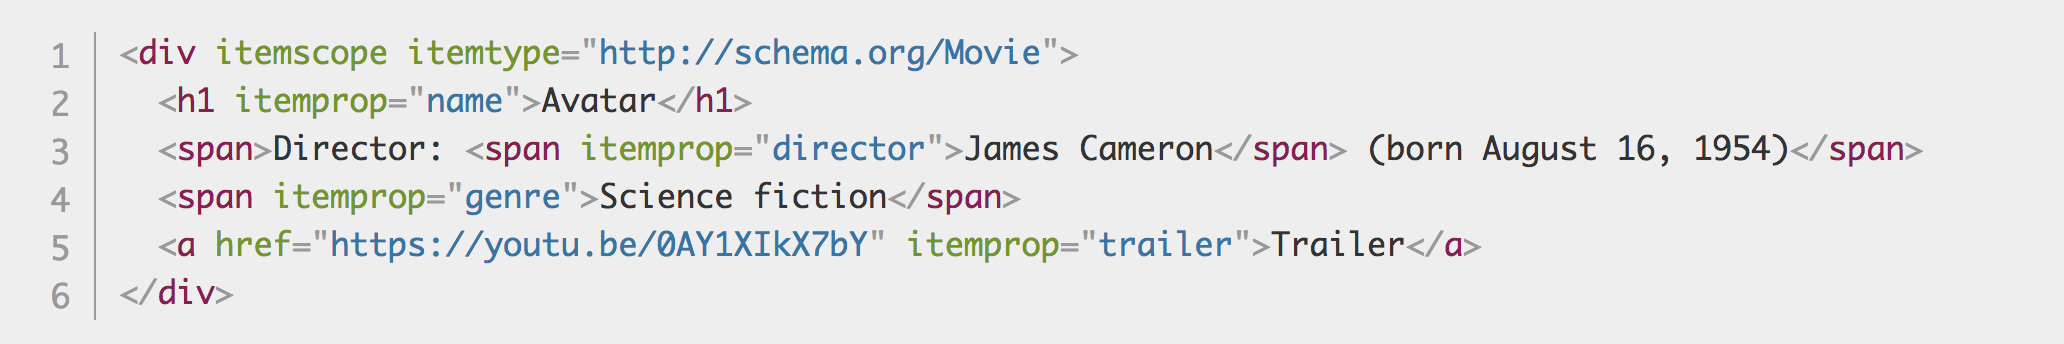 1 <div itemscope itemtype="http://schema.org/Movie">
2 <h1 itemprop="name">Avatar</h1>
3 <span>Director: <span itemprop="director">James Cameron</span> (born August 16, 1954)</span>
4 <span itemprop="genre">Science fiction</span>
5 <a href="https://youtu.be/0AY1XIkX7bY" itemprop="trailer">Trailer</a>
6 </div>